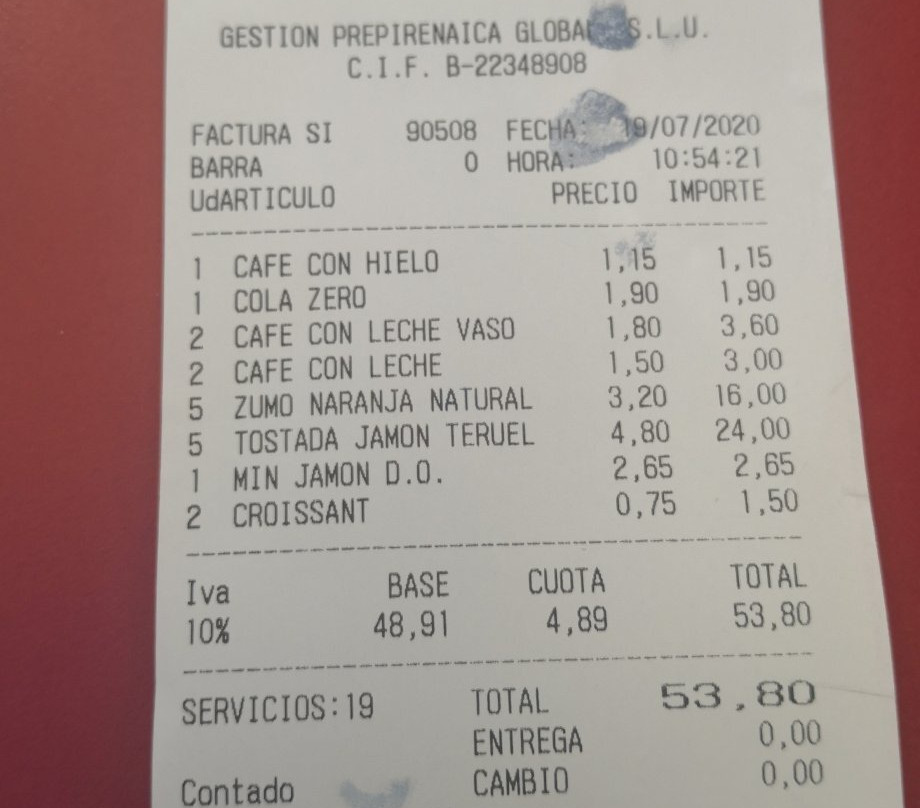 GESTION PREPIRENAICA GLOBAL S.L.U.
C.I.F. B-22348908
FACTURA SI 90508 FECHA: 19/07/2020
BARRA 0 HORA: 10:54:21
UdARTICULO PRECIO IMPORTE
1 CAFE CON HIELO 1,15 1,15
1 COLA ZERO 1,90 1,90
2 CAFE CON LECHE VASO 1,80 3,60
2 CAFE CON LECHE 1,50 3,00
5 ZUMO NARANJA NATURAL 3,20 16,00
5 TOSTADA JAMON TERUEL 4,80 24,00
1 MIN JAMON D.O. 2,65 2,65
2 CROISSANT 0,75 1,50
Iva BASE CUOTA TOTAL
10% 48,91 4,89 53,80
SERVICIOS:19 TOTAL 53,80
ENTREGA 0,00
Contado CAMBIO 0,00